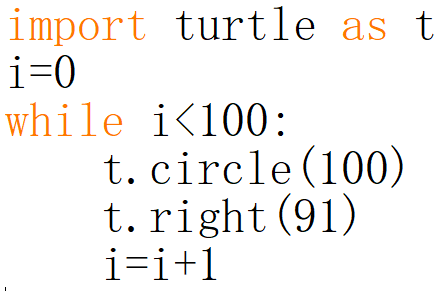 import turtle as t
i=0
while i<100:
    t.circle(100)
    t.right(91)
    i=i+1